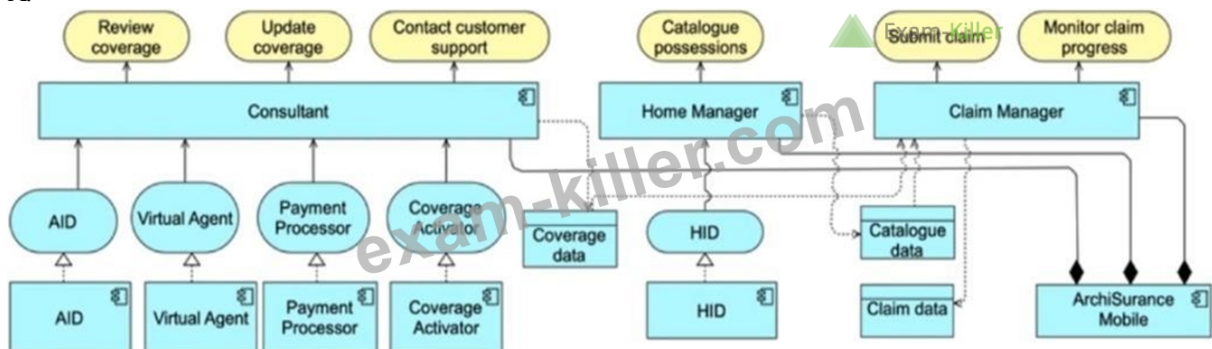 Review
coverage
Update
coverage
Contact customer
support
Catalogue
possessions
Submit claim
Exam-Killer
Monitor claim
progress
Consultant
Home Manager
Claim Manager
exam-killer.com
AID
Virtual Agent
Payment
Processor
Coverage
Activator
Coverage
data
HID
Catalogue
data
AID
Virtual Agent
Payment
Processor
Coverage
Activator
HID
Claim data
ArchiSurance
Mobile